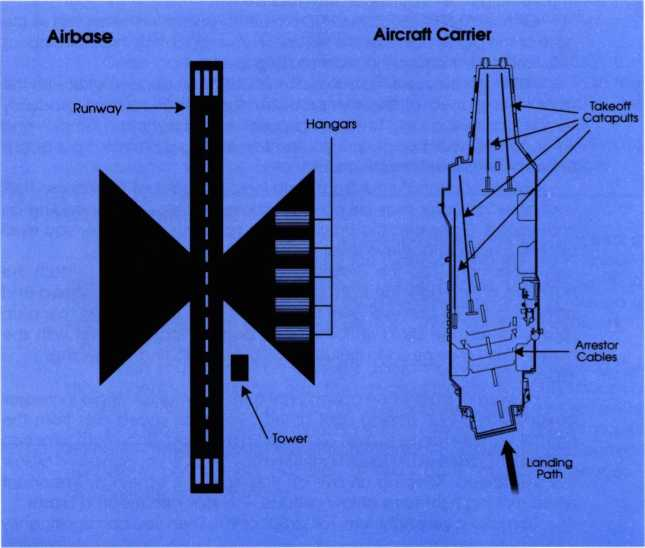 Airbase
Aircraft Carrier
Runway
Hangars
Takeoff
Catapults
Arrestor
Cables
Tower
Landing
Path